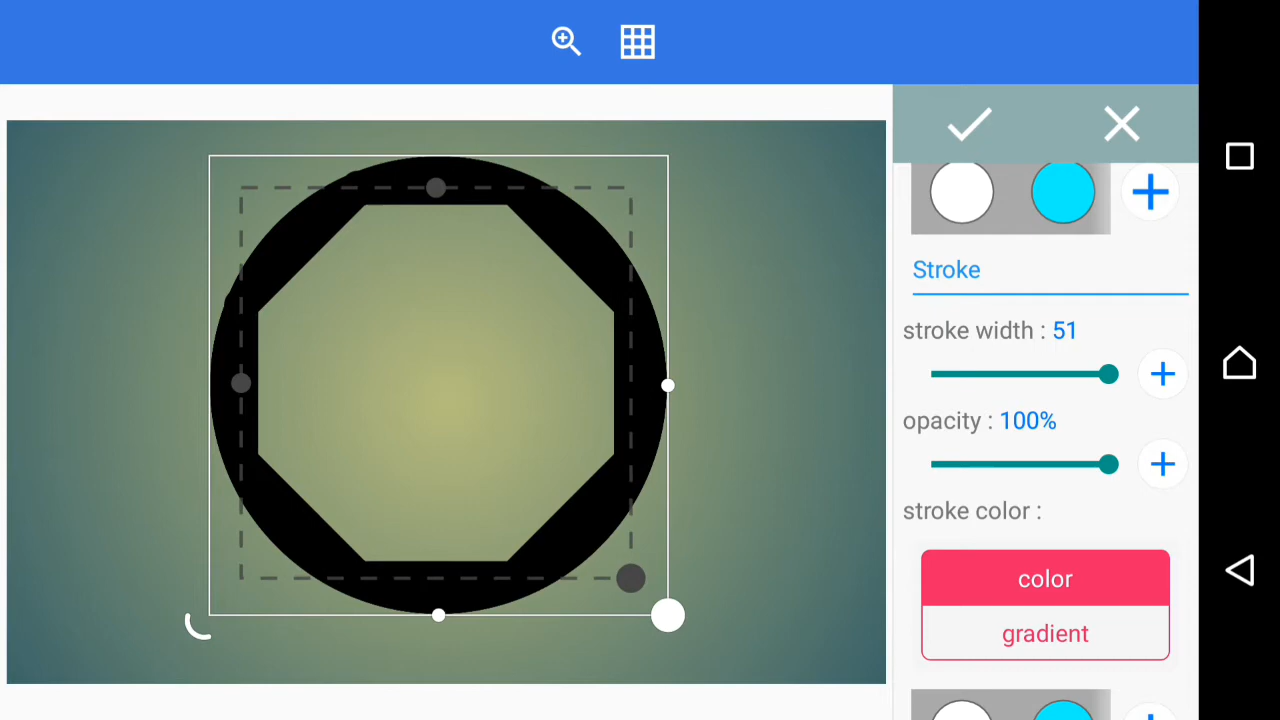 Stroke
stroke width : 51
opacity : 100%
stroke color :
color
gradient